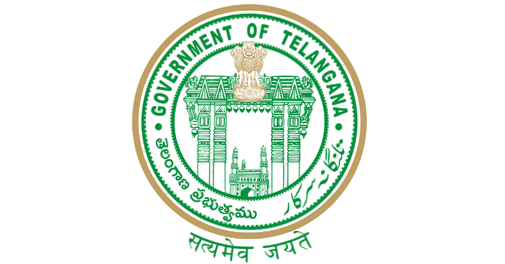 GOVERNMENT OF TELANGANA
తెలంగాణ ప్రభుత్వము
تلنگانہ سرکار
सत्यमेव जयते